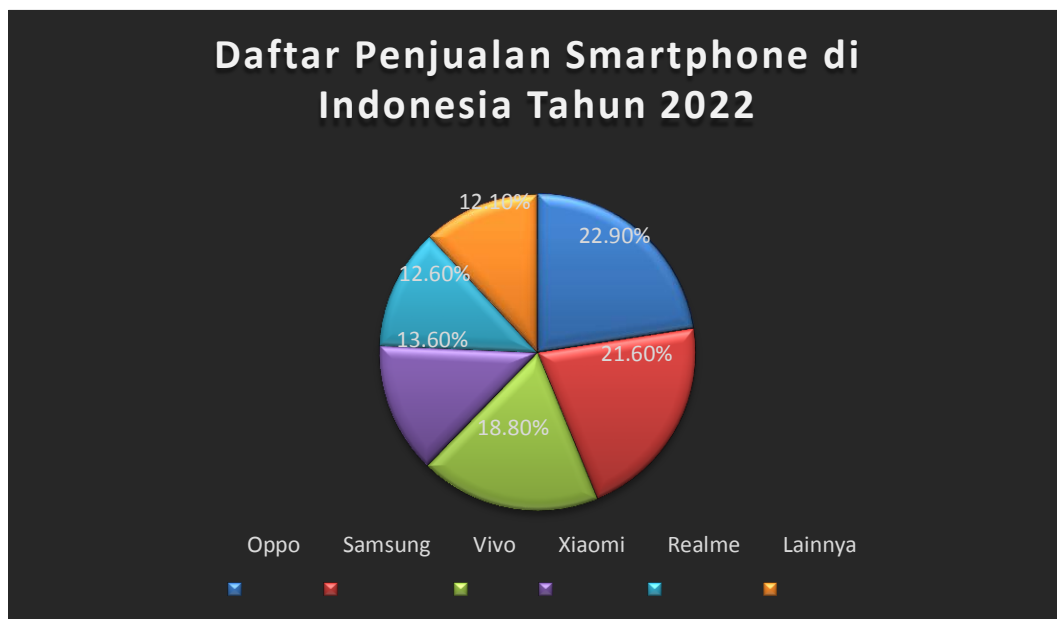 Daftar Penjualan Smartphone di
Indonesia Tahun 2022
12.10%
22.90%
12.60%
13.60%
21.60%
18.80%
Oppo Samsung Vivo Xiaomi Realme Lainnya